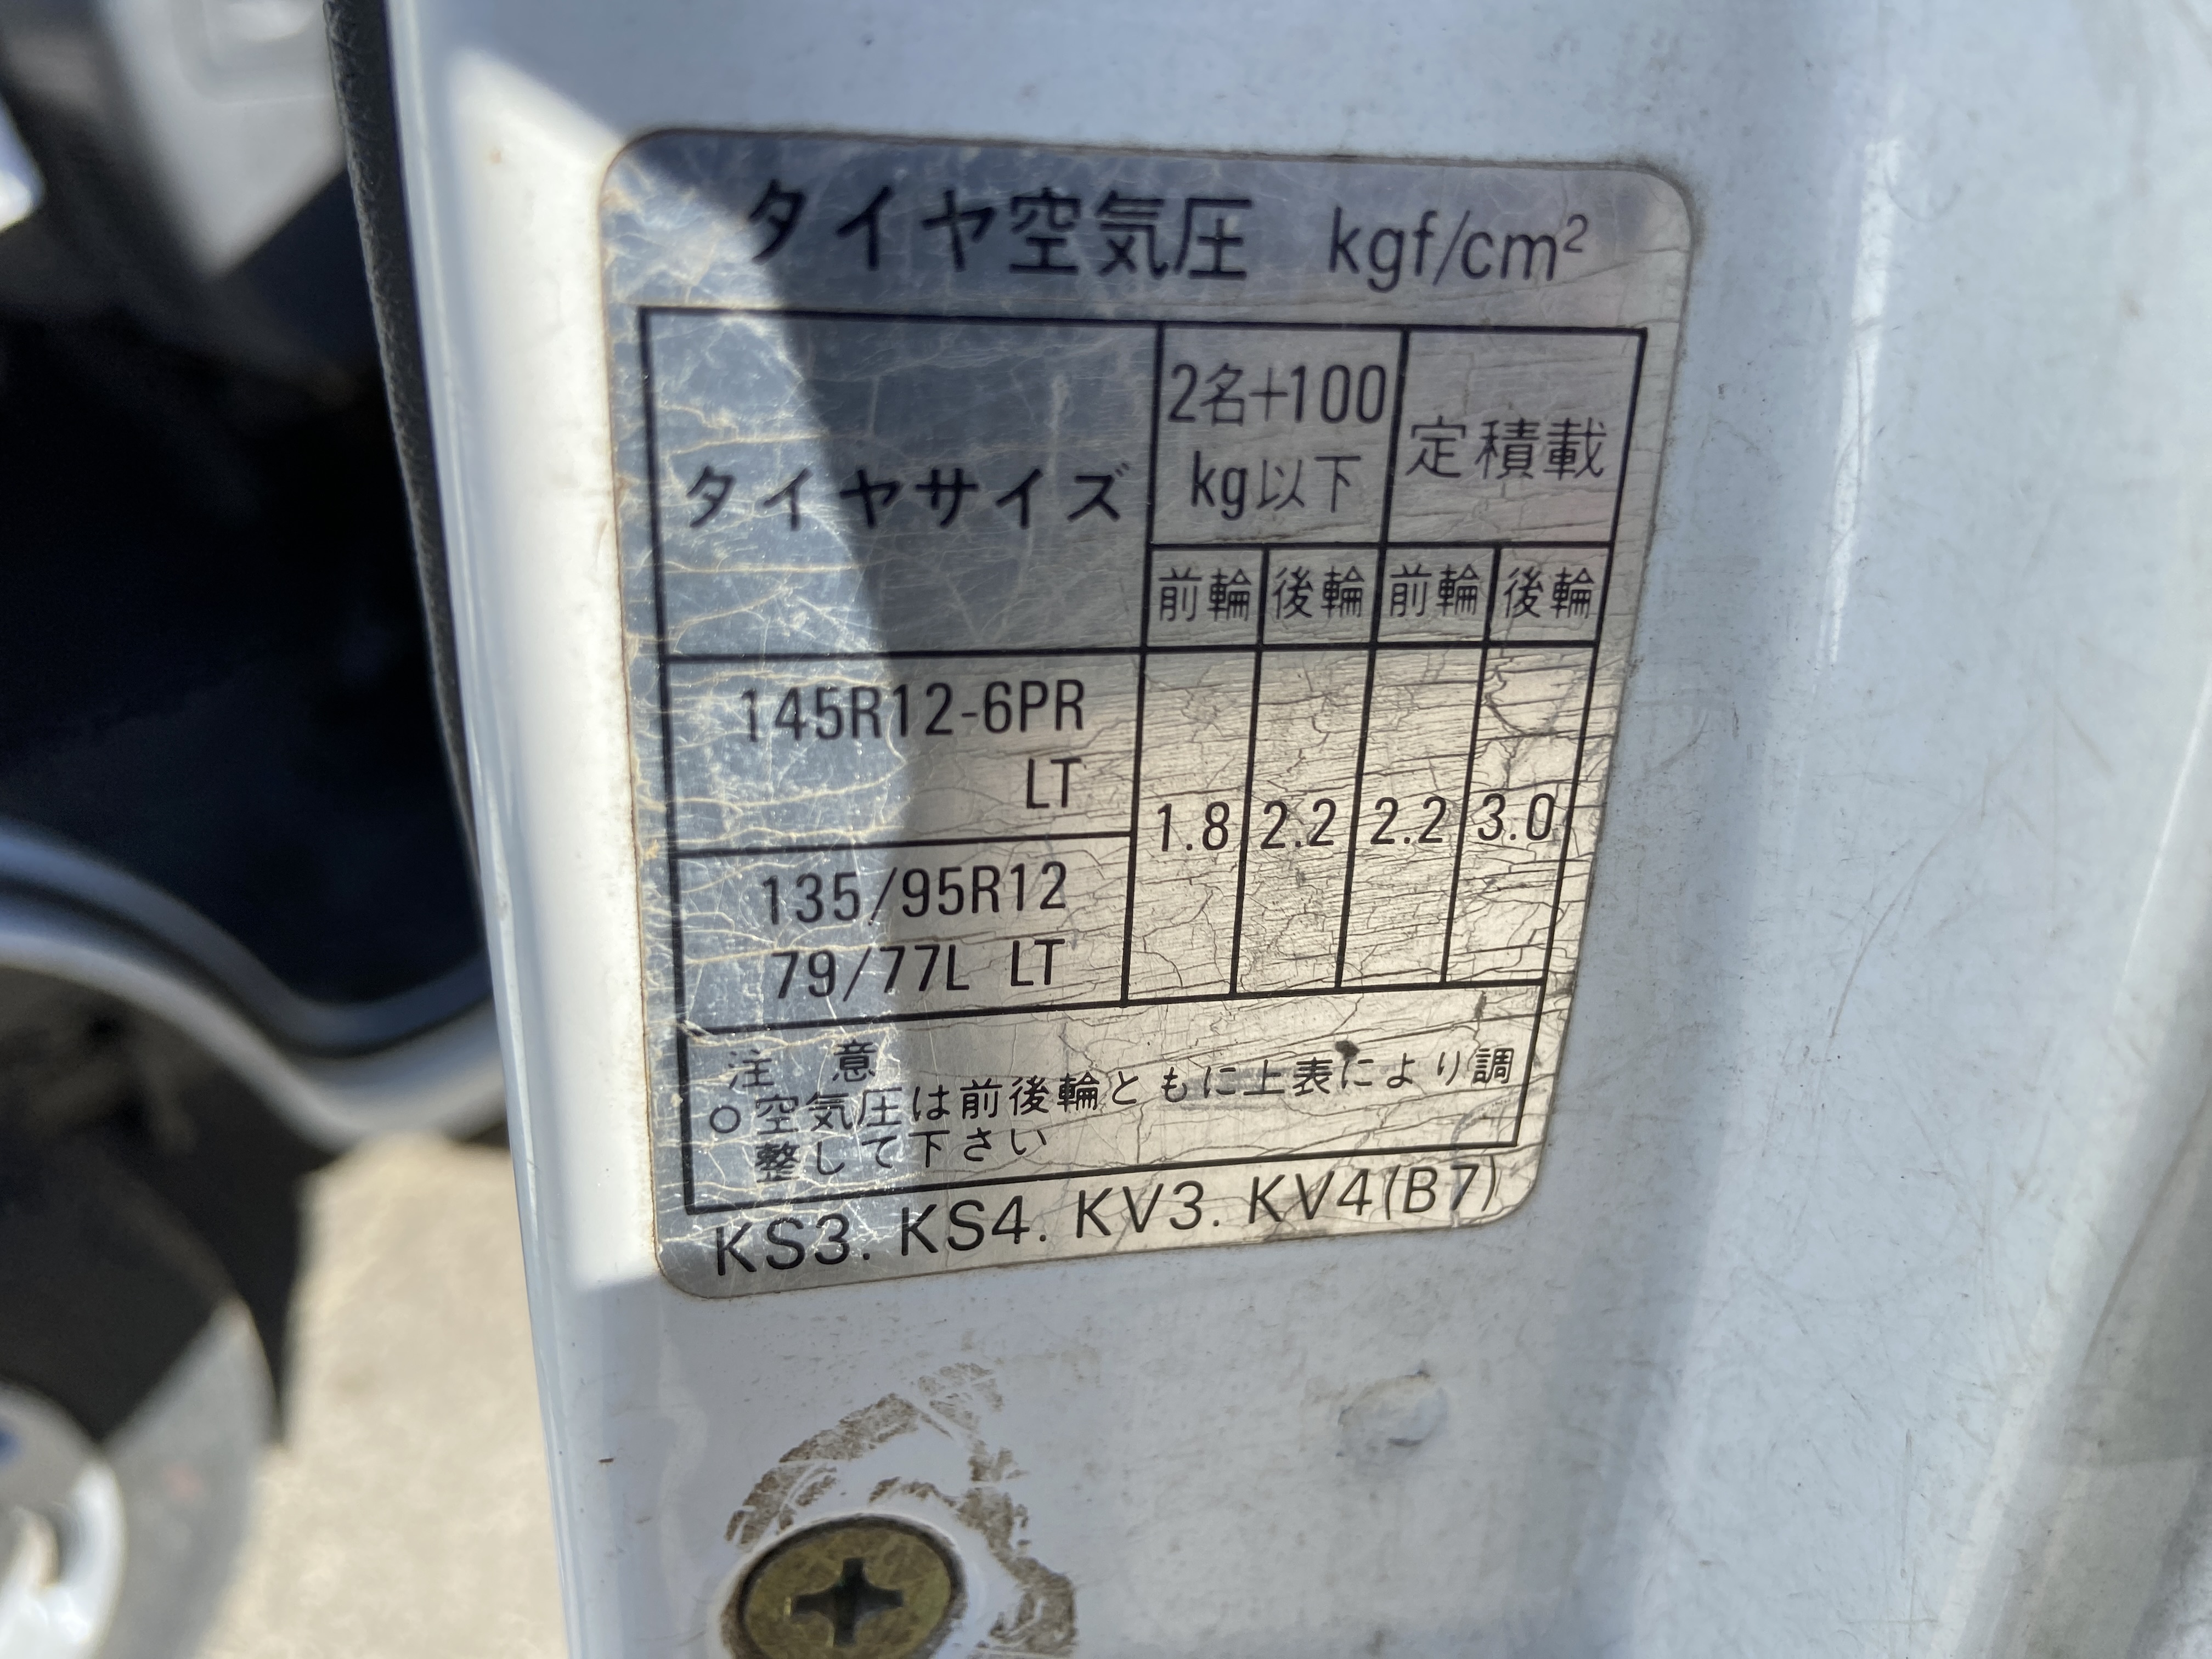 タイヤ空気圧 kgf/cm²
タイヤサイズ
2名+100
kg以下
定積載
前輪 後輪 前輪 後輪
145R12-6PR
LT
1.8 2.2 2.2 3.0
135/95R12
79/77L LT
注 意
○空気圧は前後輪ともに上表により調
整して下さい
KS3. KS4. KV3. KV4(B7)